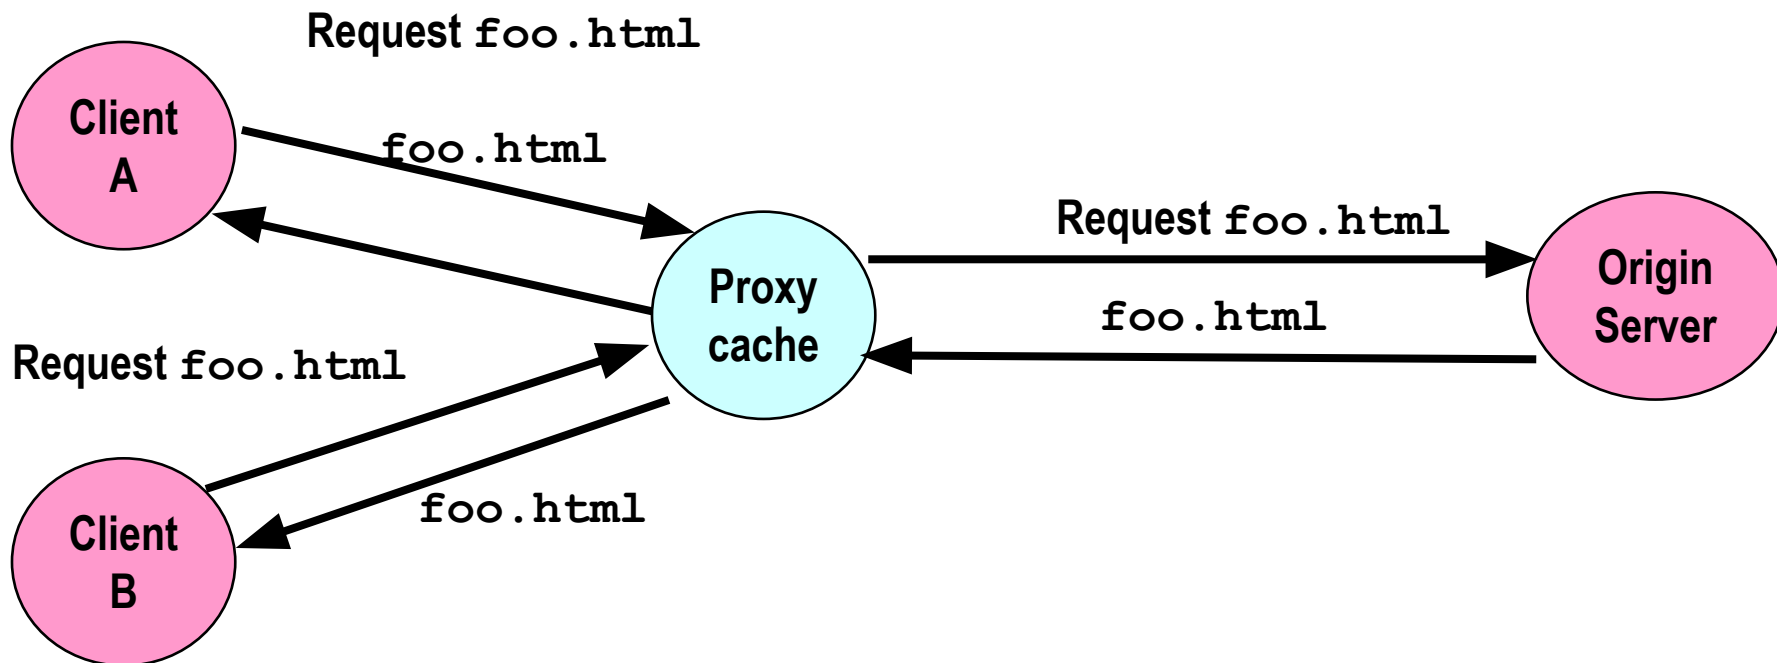 Request foo.html
Client
A
foo.html
Request foo.html
Proxy
cache
Origin
Server
foo.html
Request foo.html
foo.html
Client
B